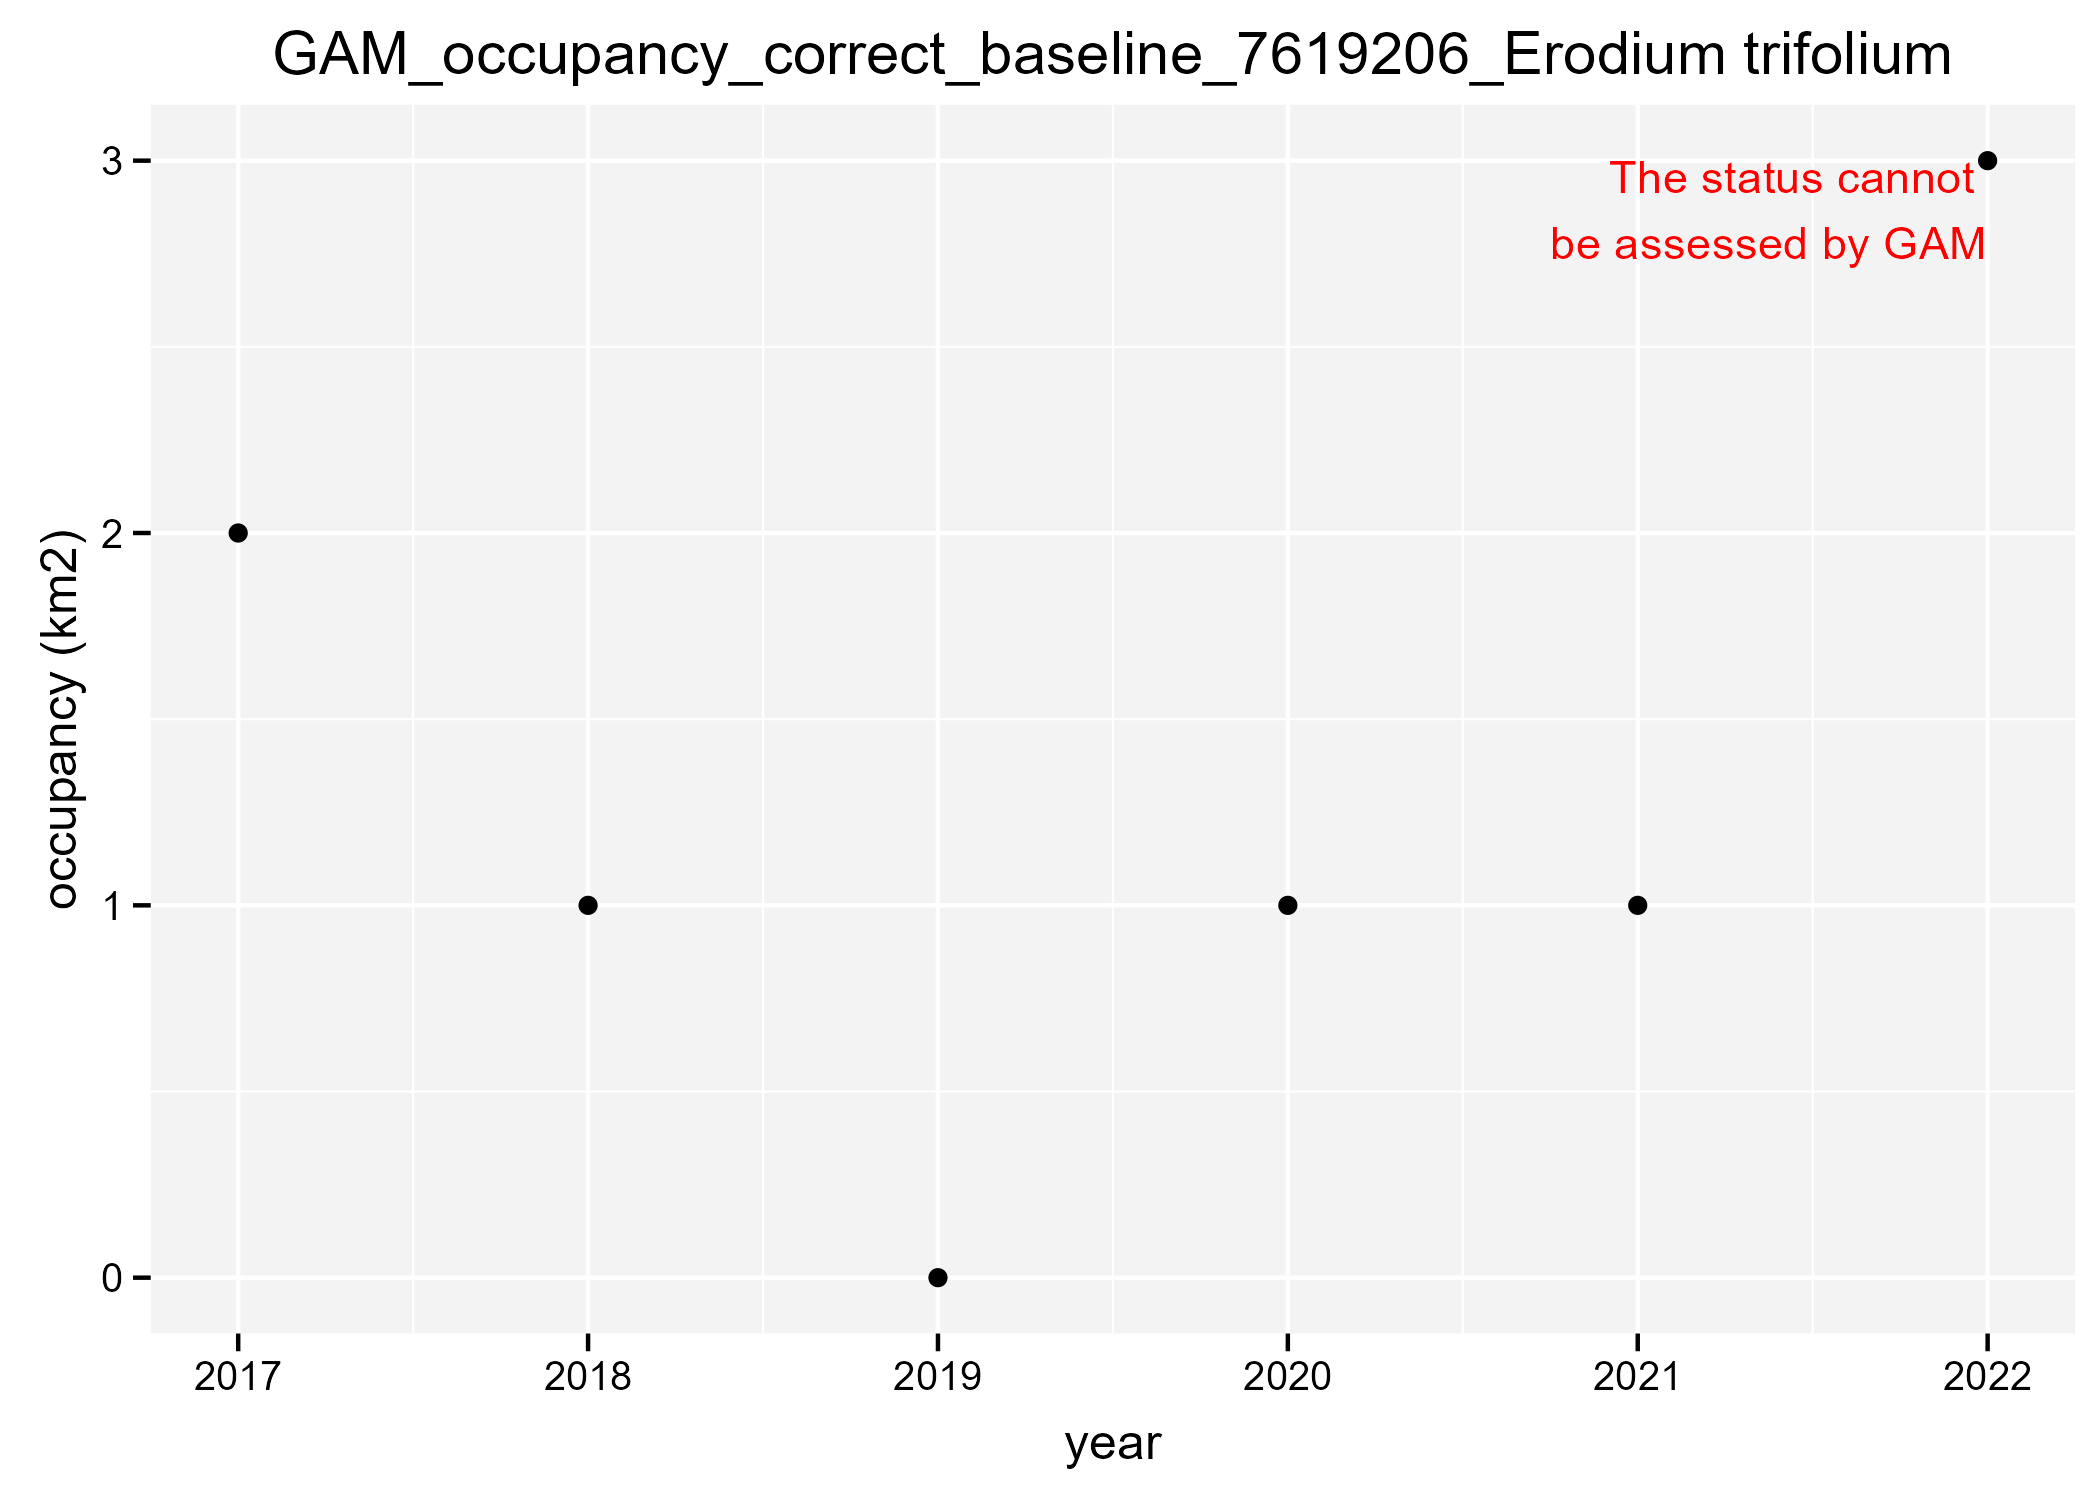 GAM_occupancy_correct_baseline_7619206_Erodium trifolium
3
The status cannot
be assessed by GAM
2
occupancy (km2)
1
0
2017 2018 2019 2020 2021 2022
year